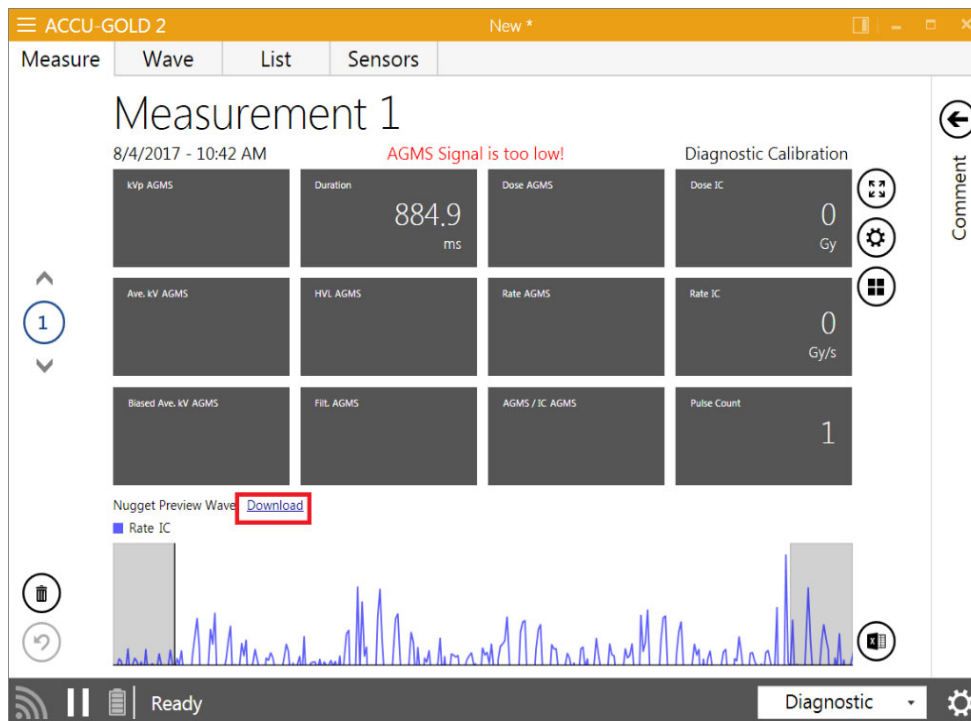 ACCU-GOLD 2 New *
Measure Wave List Sensors
Measurement 1
8/4/2017 - 10:42 AM AGMS Signal is too low! Diagnostic Calibration
kVp AGMS Duration Dose AGMS Dose IC
884.9 0
ms Gy
Ave. kV AGMS HVL AGMS Rate AGMS Rate IC
0
Gy/s
1
Biased Ave. kV AGMS Filt. AGMS AGMS / IC AGMS Pulse Count
1
Nugget Preview Wave Download
Rate IC
Comment
Ready Diagnostic